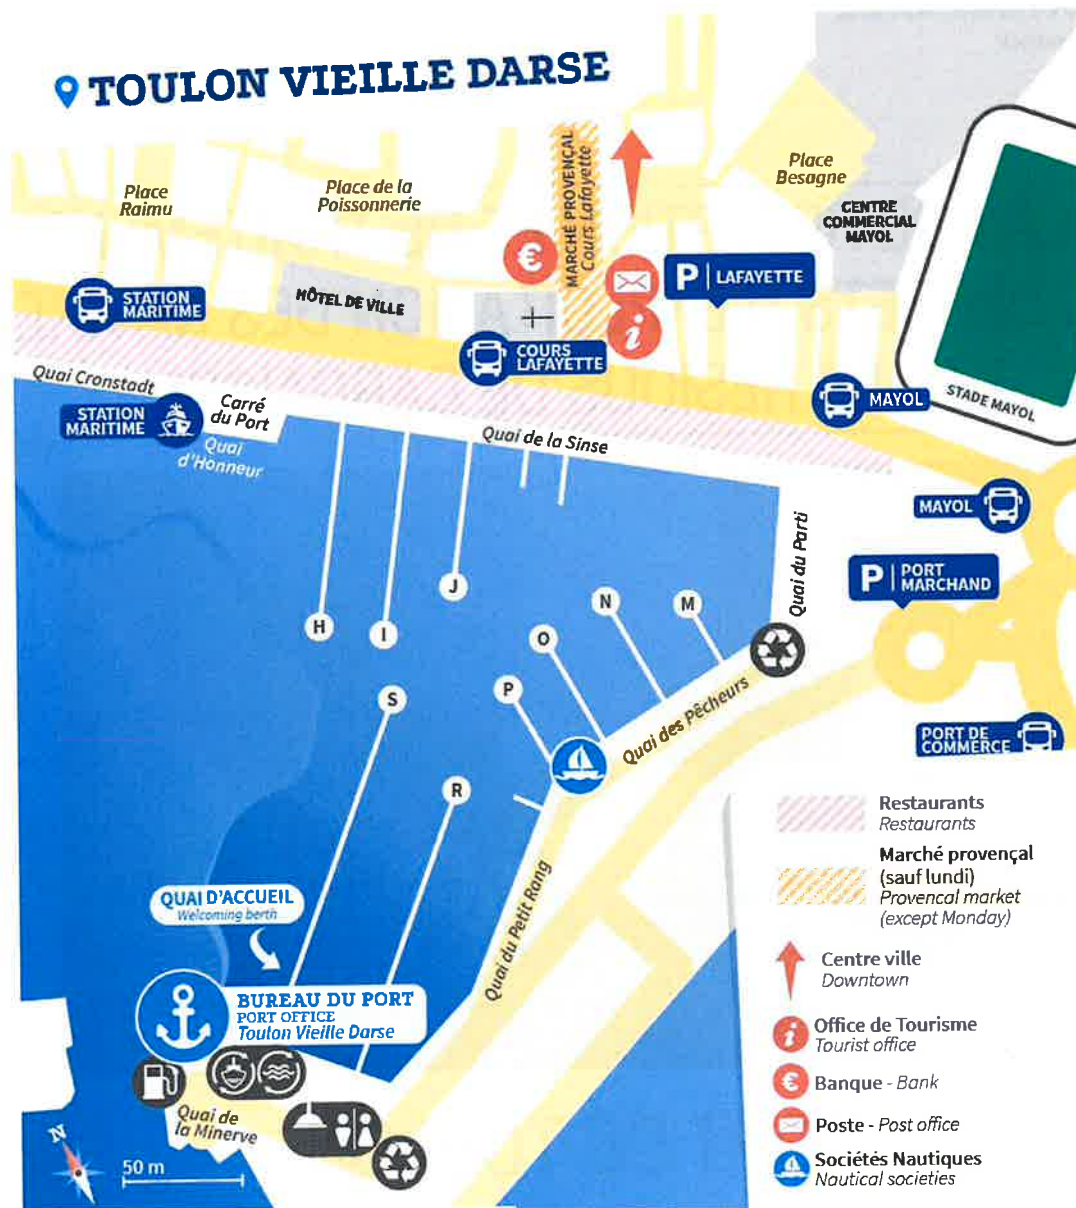 TOULON VIEILLE DARSE
Place
Raimu
Place de la
Poissonnerie
MARCHÉ PROVENÇAL
Cours Lafayette
Place
Besagne
CENTRE
COMMERCIAL
MAYOL
€
P | LAFAYETTE
i
STATION
MARITIME
HÔTEL DE VILLE
COURS
LAFAYETTE
MAYOL
STADE MAYOL
Quai Cronstadt
STATION
MARITIME
Carré
du Port
Quai
d'Honneur
Quai de la Sinse
MAYOL
Quai du Parti
P | PORT
MARCHAND
H
I
J
N
M
O
P
S
R
Quai des Pêcheurs
PORT DE
COMMERCE
Quai du Petit Rang
QUAI D'ACCUEIL
Welcoming berth
BUREAU DU PORT
PORT OFFICE
Toulon Vieille Darse
Quai de
la Minerve
N
50 m
Restaurants
Restaurants
Marché provençal
(sauf lundi)
Provencal market
(except Monday)
Centre ville
Downtown
i
Office de Tourisme
Tourist office
€
Banque - Bank
Poste - Post office
Sociétés Nautiques
Nautical societies